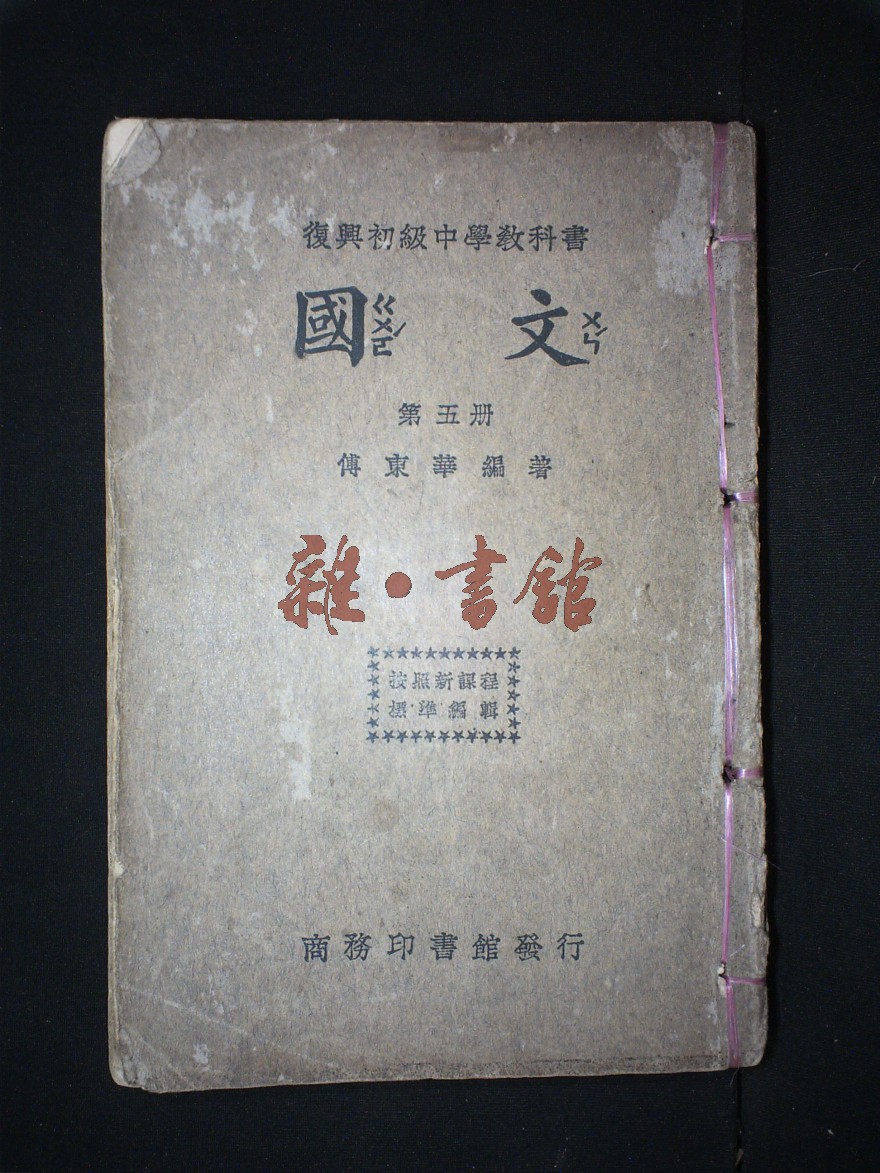 復興初級中學教科書
國ㄍㄨㄛˊ 文ㄨㄣˊ
第五册
傅東華編著
雜·書館
按照新課程
標準編輯
商務印書館發行